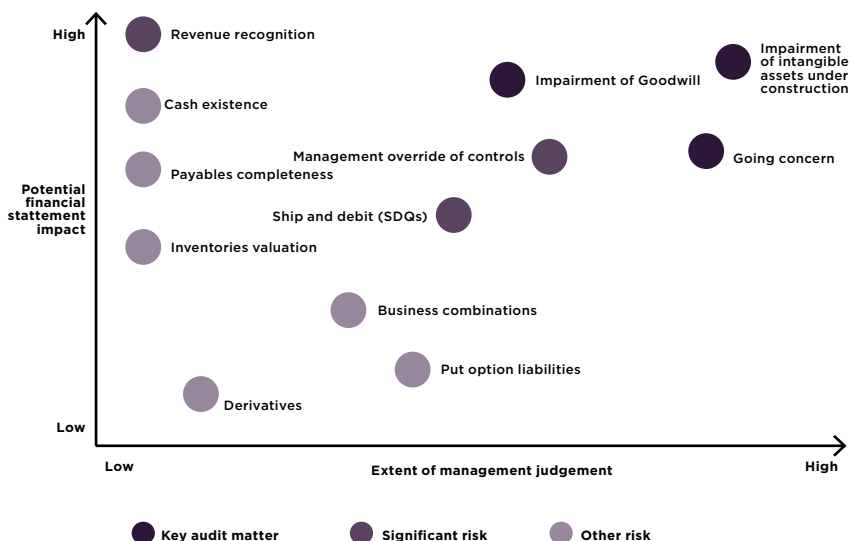 High
Revenue recognition
Impairment
of intangible
assets under
construction
Impairment of Goodwill
Cash existence
Management override of controls
Going concern
Payables completeness
Potential
financial
stattement
impact
Ship and debit (SDQs)
Inventories valuation
Business combinations
Put option liabilities
Derivatives
Low
Low
Extent of management judgement
High
Key audit matter
Significant risk
Other risk